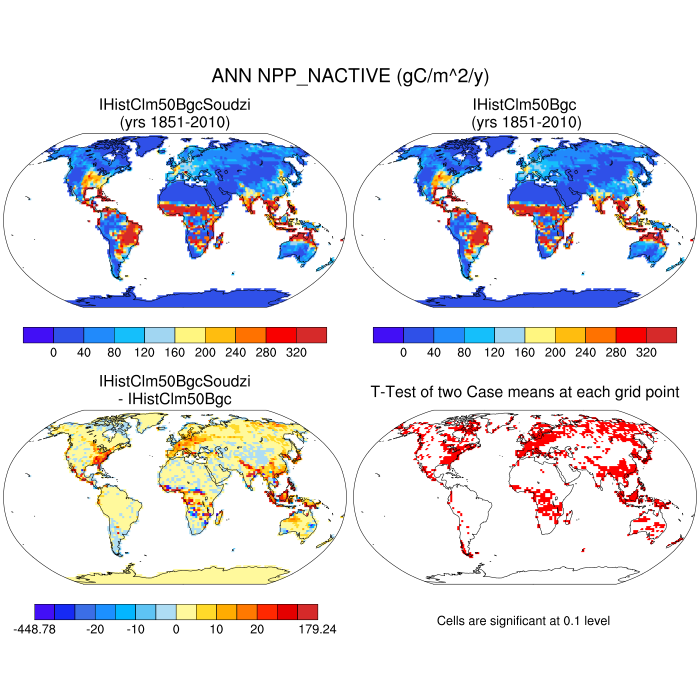 ANN NPP_NACTIVE (gC/m^2/y)
IHistClm50BgcSoudzi
(yrs 1851-2010)
IHistClm50Bgc
(yrs 1851-2010)
0 40 80 120 160 200 240 280 320
0 40 80 120 160 200 240 280 320
IHistClm50BgcSoudzi
- IHistClm50Bgc
T-Test of two Case means at each grid point
-448.78 -20 -10 0 10 20 179.24
Cells are significant at 0.1 level